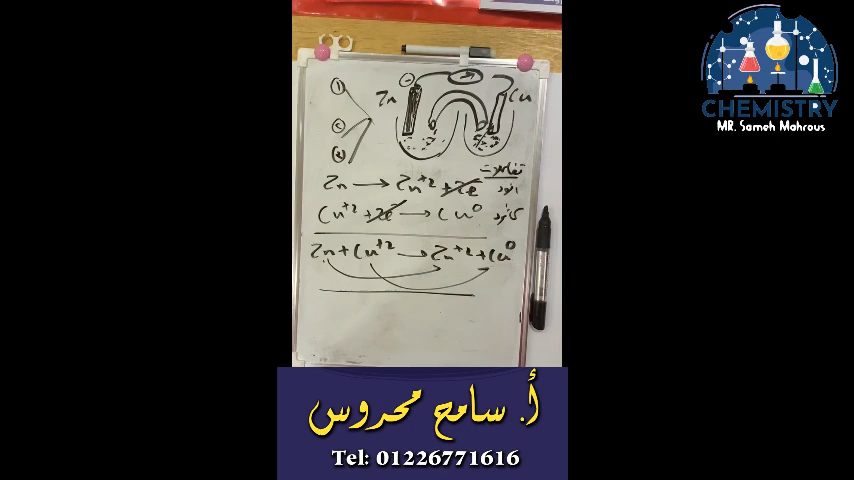 CHEMISTRY
MR. Sameh Mahrous
Zn
Cu
تفاعلات
Zn → Zn⁺² + 2e⁻ انود
Cu⁺² + 2e⁻ → Cu⁰ كاثود
Zn + Cu⁺² → Zn⁺² + Cu⁰
أ. سامح محروس
Tel: 01226771616